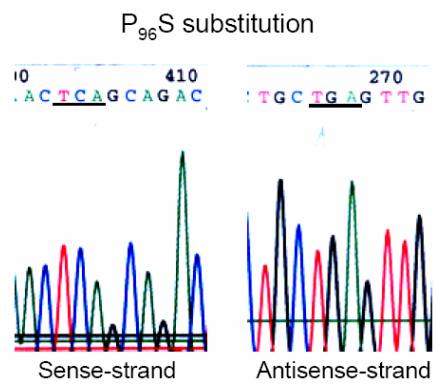 P96S substitution
410
270
ACTCAGCAGAC
TGCTGAGTTG
Sense-strand
Antisense-strand